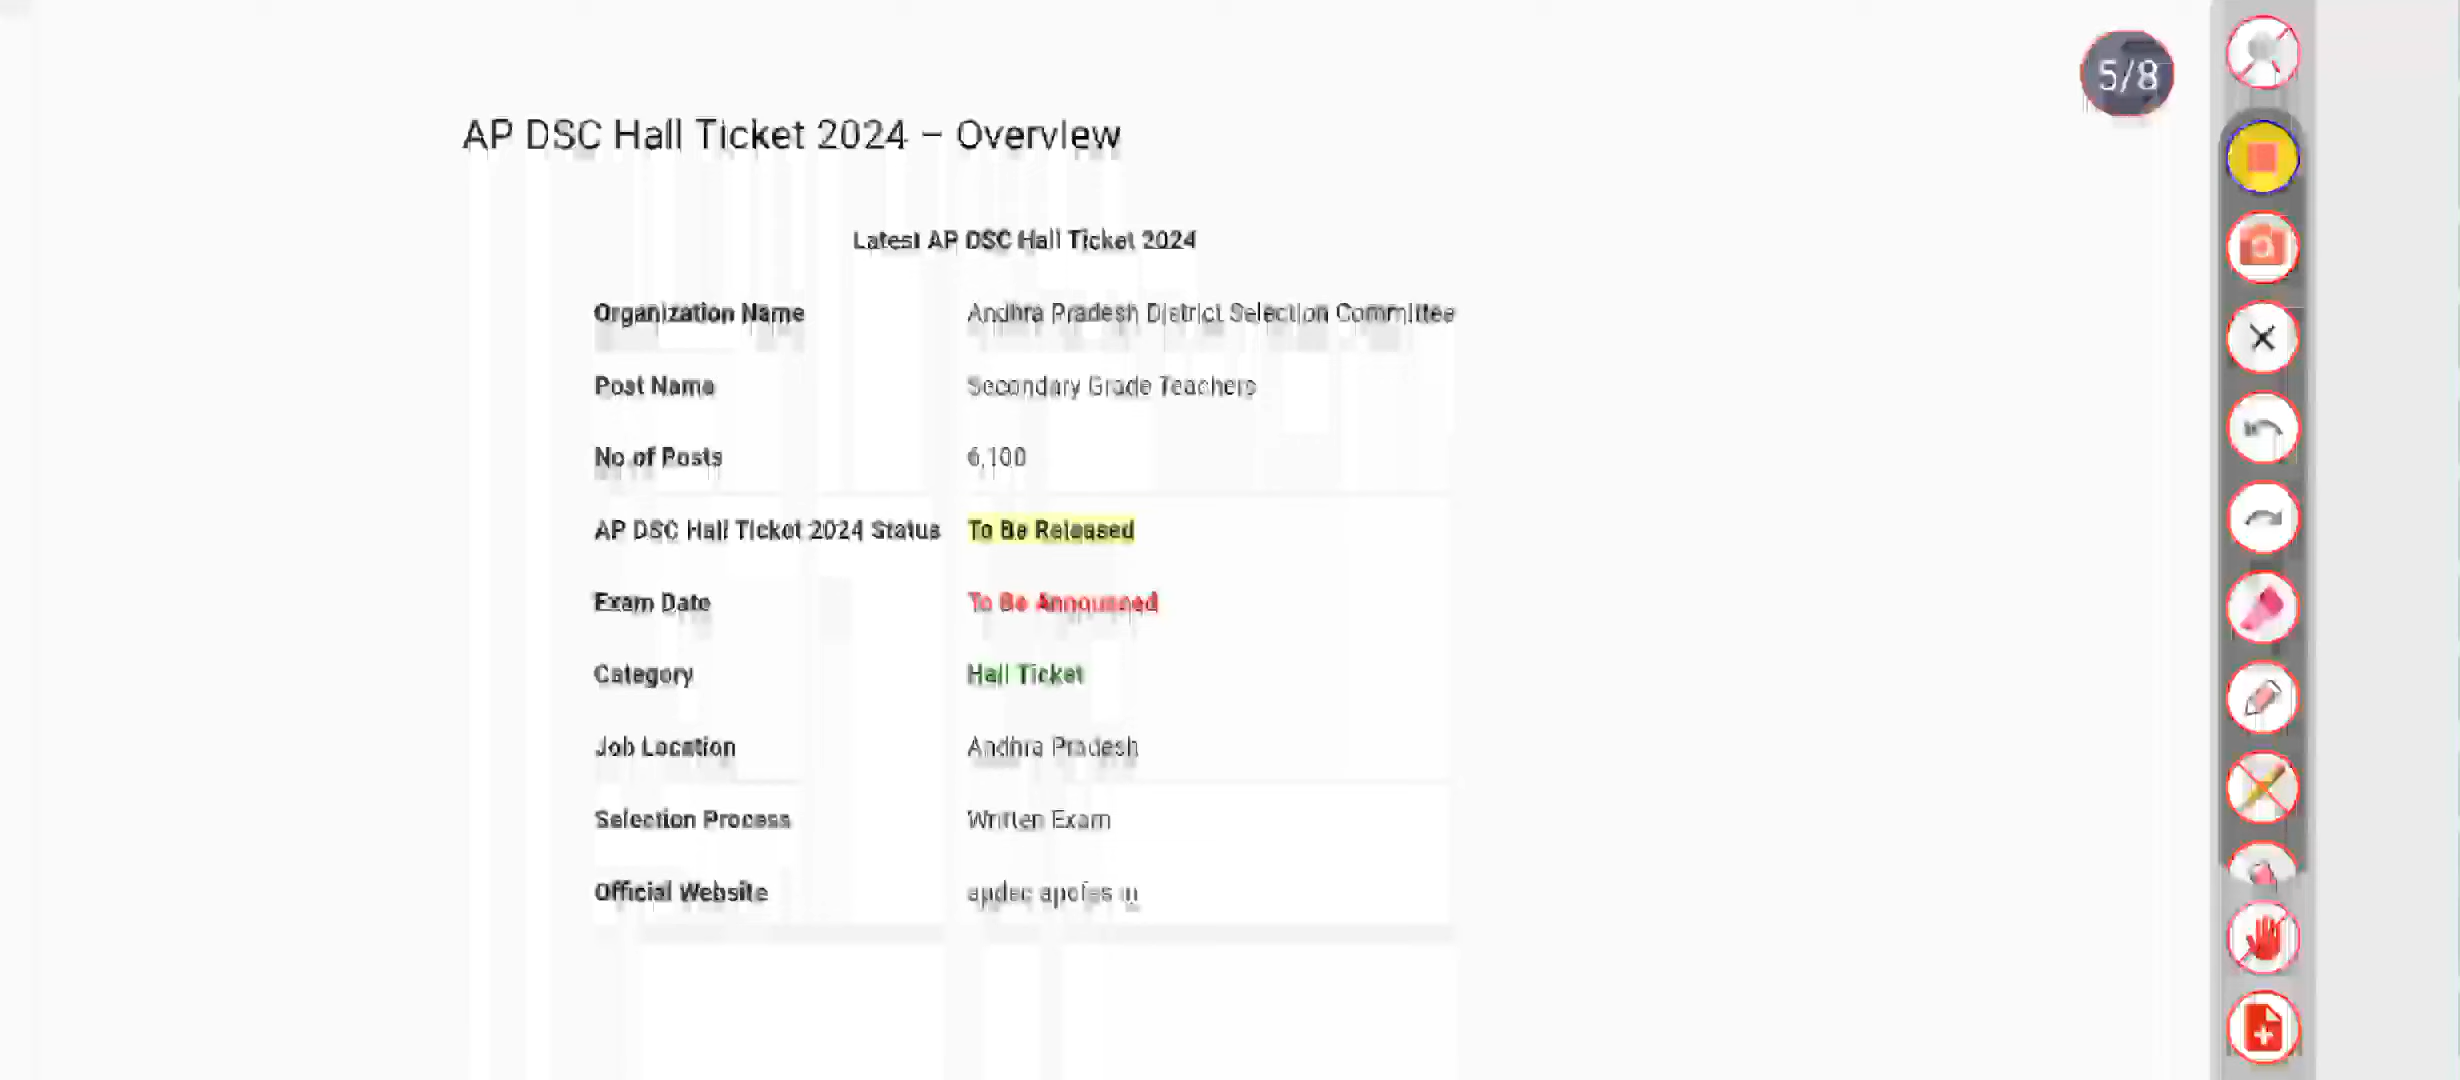 5/8
AP DSC Hall Ticket 2024 – Overview
Latest AP DSC Hall Ticket 2024
Organization Name Andhra Pradesh District Selection Committee
Post Name Secondary Grade Teachers
No of Posts 6,100
AP DSC Hall Ticket 2024 Status To Be Released
Exam Date To Be Announced
Category Hall Ticket
Job Location Andhra Pradesh
Selection Process Written Exam
Official Website